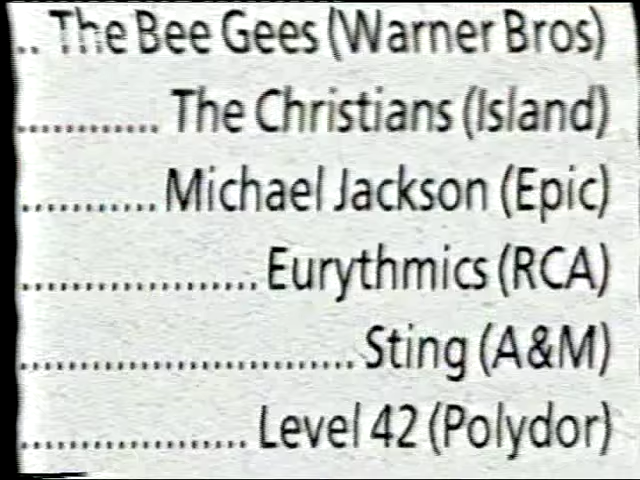 .. The Bee Gees (Warner Bros)
............ The Christians (Island)
........... Michael Jackson (Epic)
................... Eurythmics (RCA)
........................... Sting (A&M)
.................. Level 42 (Polydor)